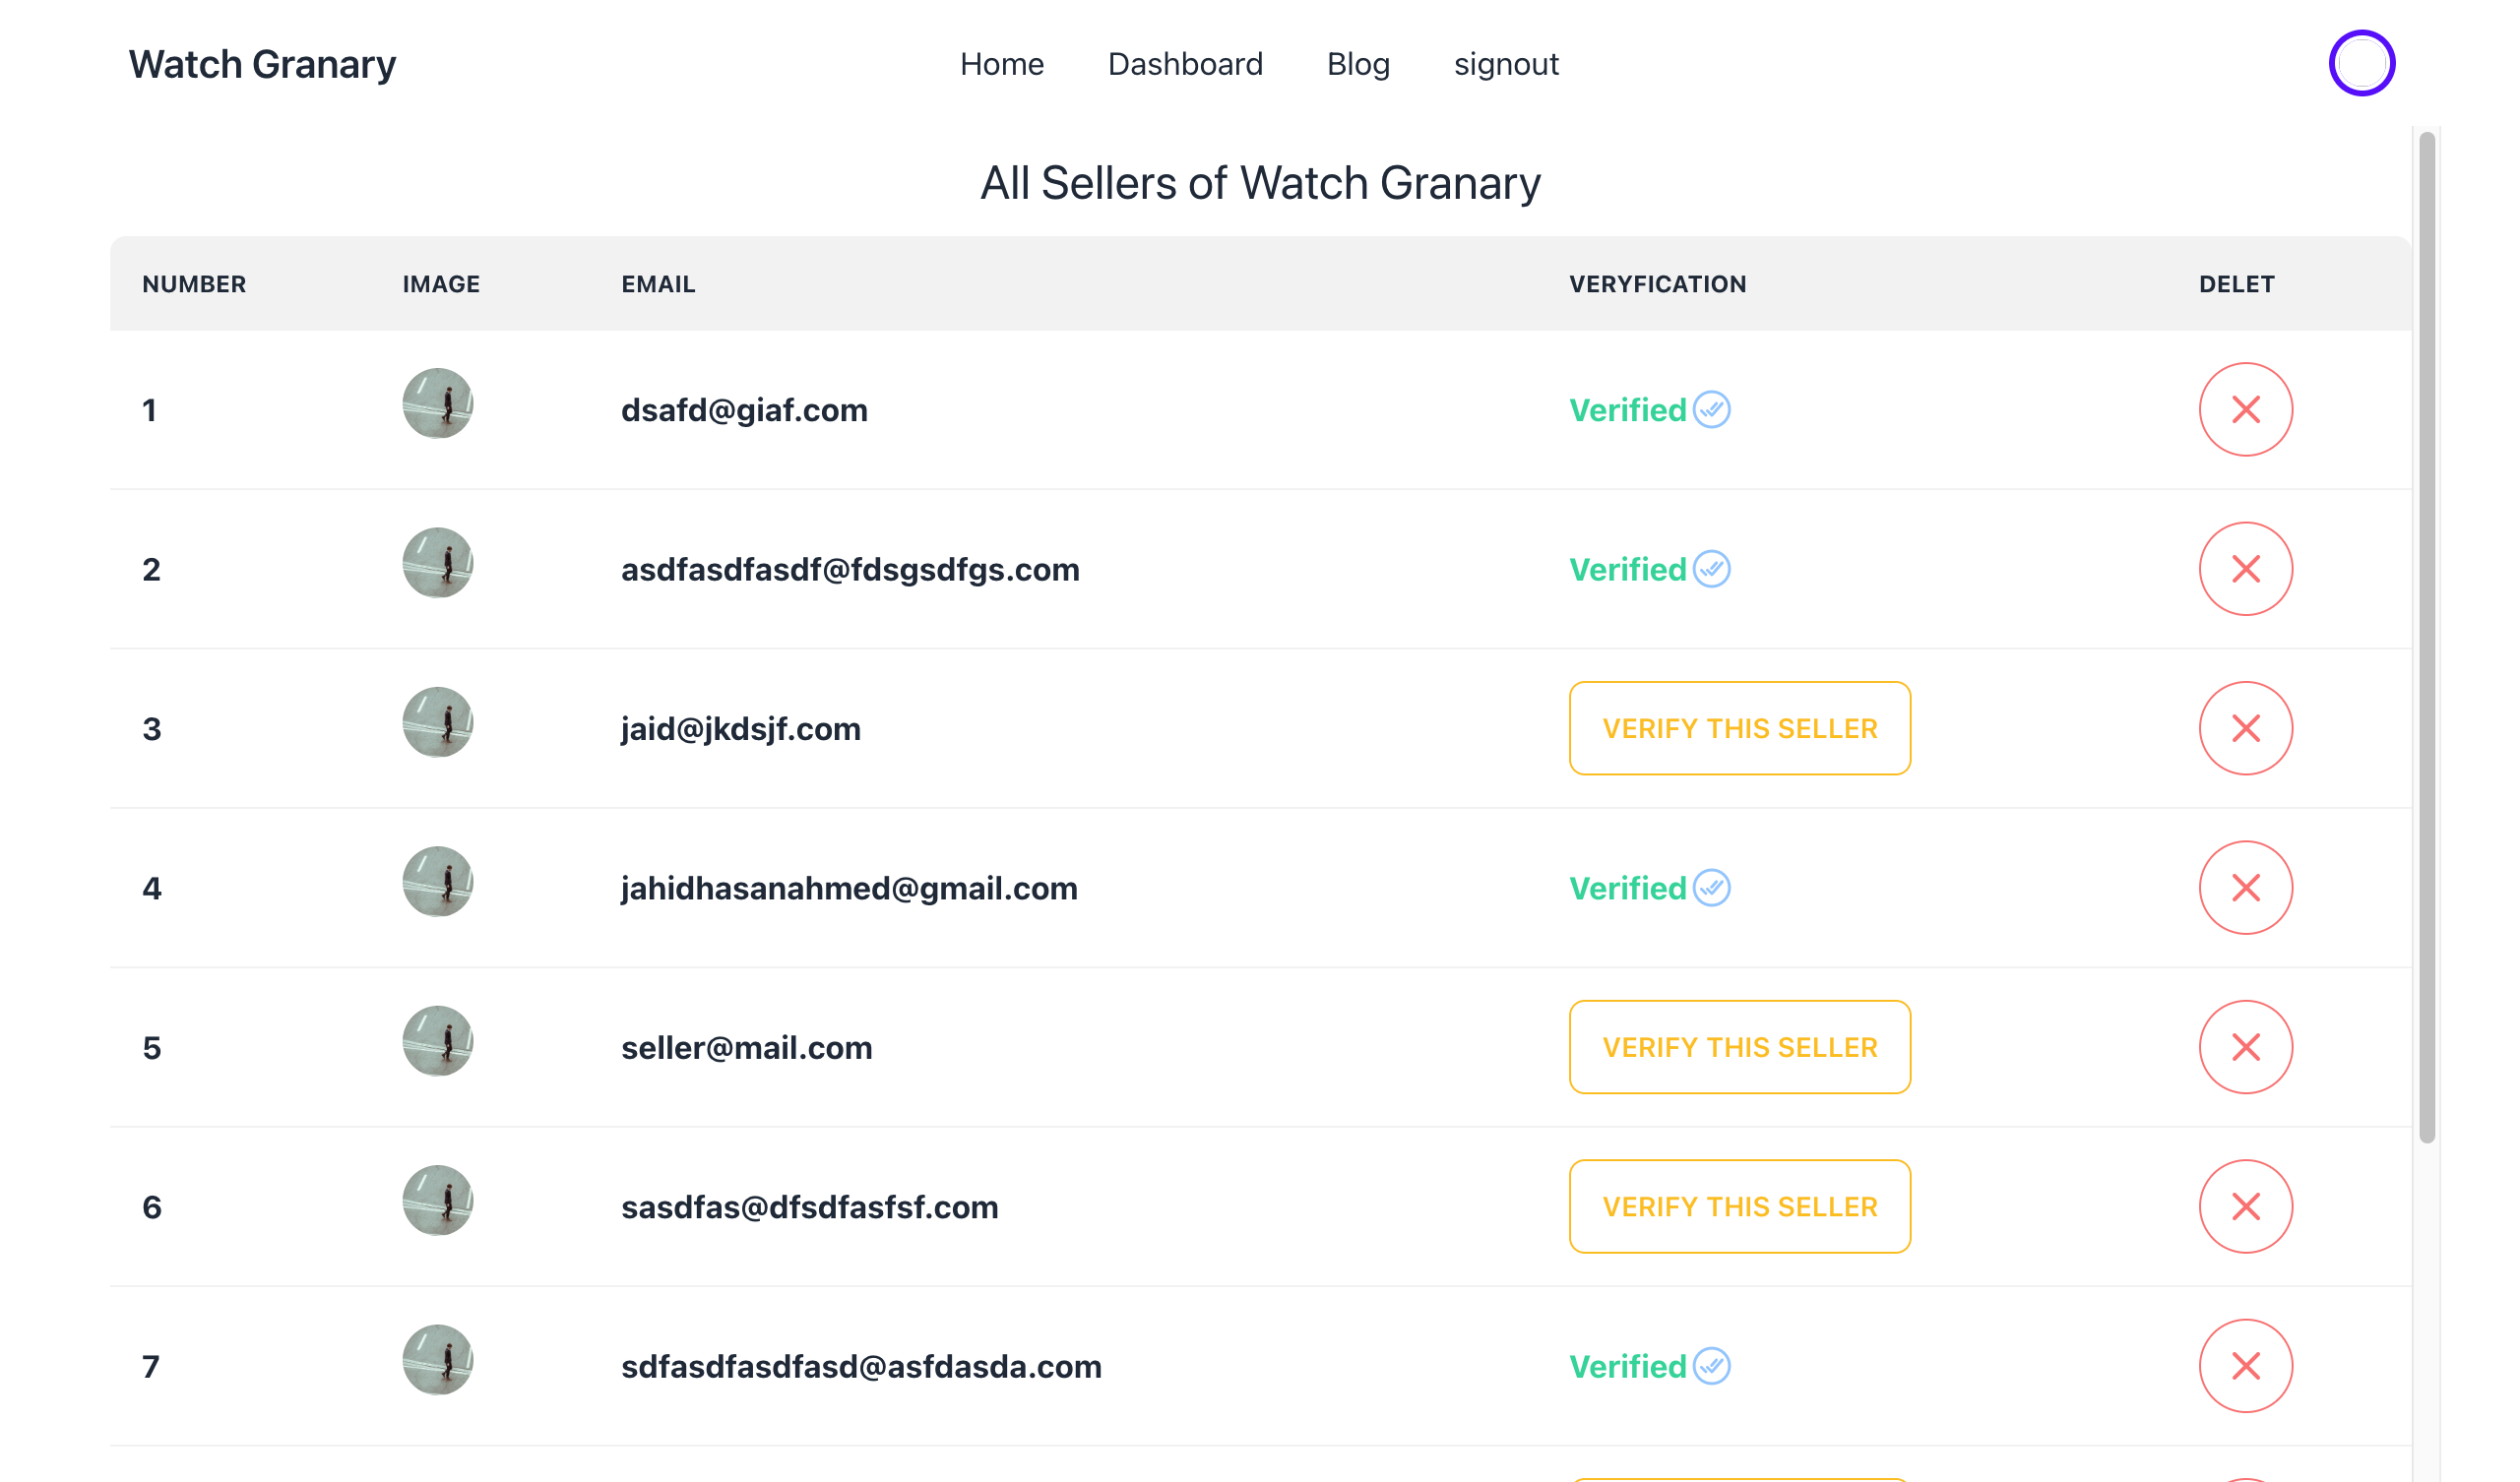 Watch Granary
Home Dashboard Blog signout
All Sellers of Watch Granary
NUMBER IMAGE EMAIL VERYFICATION DELET
1 dsafd@giaf.com Verified
2 asdfasdfasdf@fdsgsdfgs.com Verified
3 jaid@jkdsjf.com VERIFY THIS SELLER
4 jahidhasanahmed@gmail.com Verified
5 seller@mail.com VERIFY THIS SELLER
6 sasdfas@dfsdfasfsf.com VERIFY THIS SELLER
7 sdfasdfasdfasd@asfdasda.com Verified